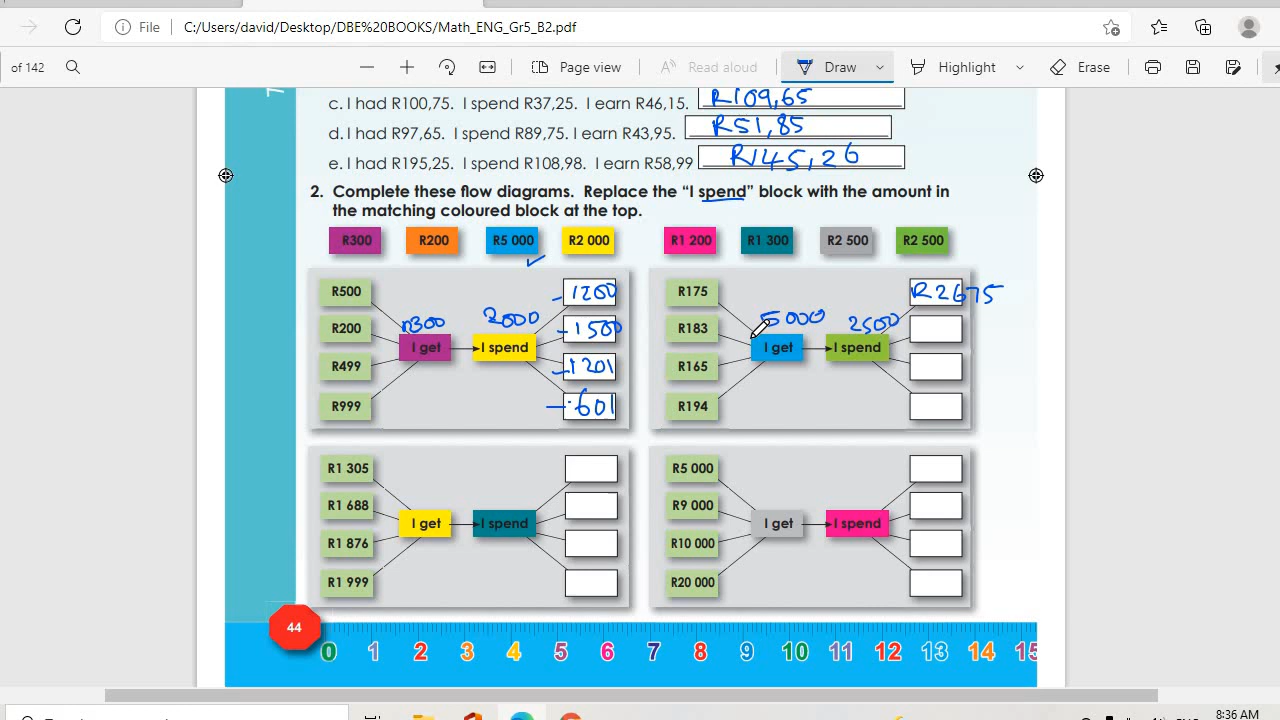 File C:/Users/david/Desktop/DBE%20BOOKS/Math_ENG_Gr5_B2.pdf
of 142 Page view Read aloud Draw Highlight Erase
c. I had R100,75. I spend R37,25. I earn R46,15. R109,65
d. I had R97,65. I spend R89,75. I earn R43,95. R51,85
e. I had R195,25. I spend R108,98. I earn R58,99 R145,26
2. Complete these flow diagrams. Replace the “I spend” block with the amount in
the matching coloured block at the top.
R300 R200 R5 000 R2 000 R1 200 R1 300 R2 500 R2 500
R500
R200
R499
R999
R300
I get
2000
I spend
-1200
-1500
-1201
-601
R175
R183
R165
R194
5000
I get
2500
I spend
R2675
R1 305
R1 688
R1 876
R1 999
I get
I spend
R5 000
R9 000
R10 000
R20 000
I get
I spend
44
0 1 2 3 4 5 6 7 8 9 10 11 12 13 14 15
8:36 AM